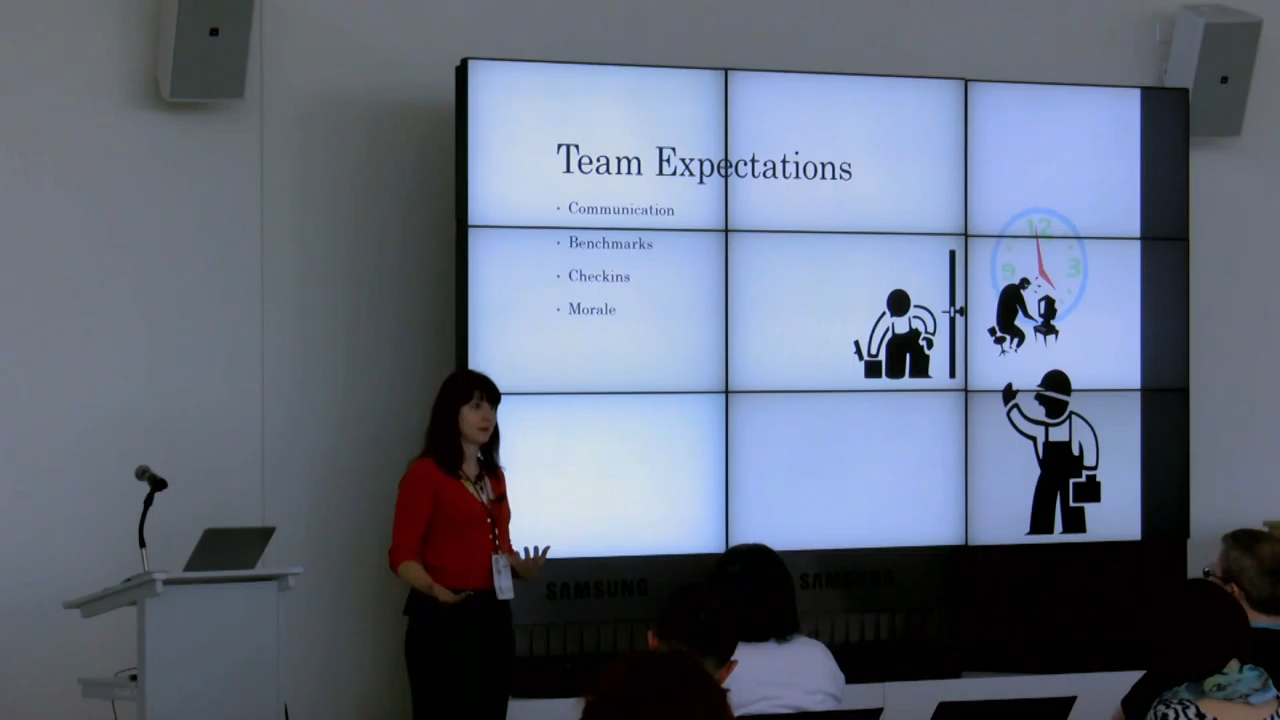 Team Expectations
• Communication
• Benchmarks
• Checkins
• Morale
12
9 3
SAMSUNG SAMSUNG